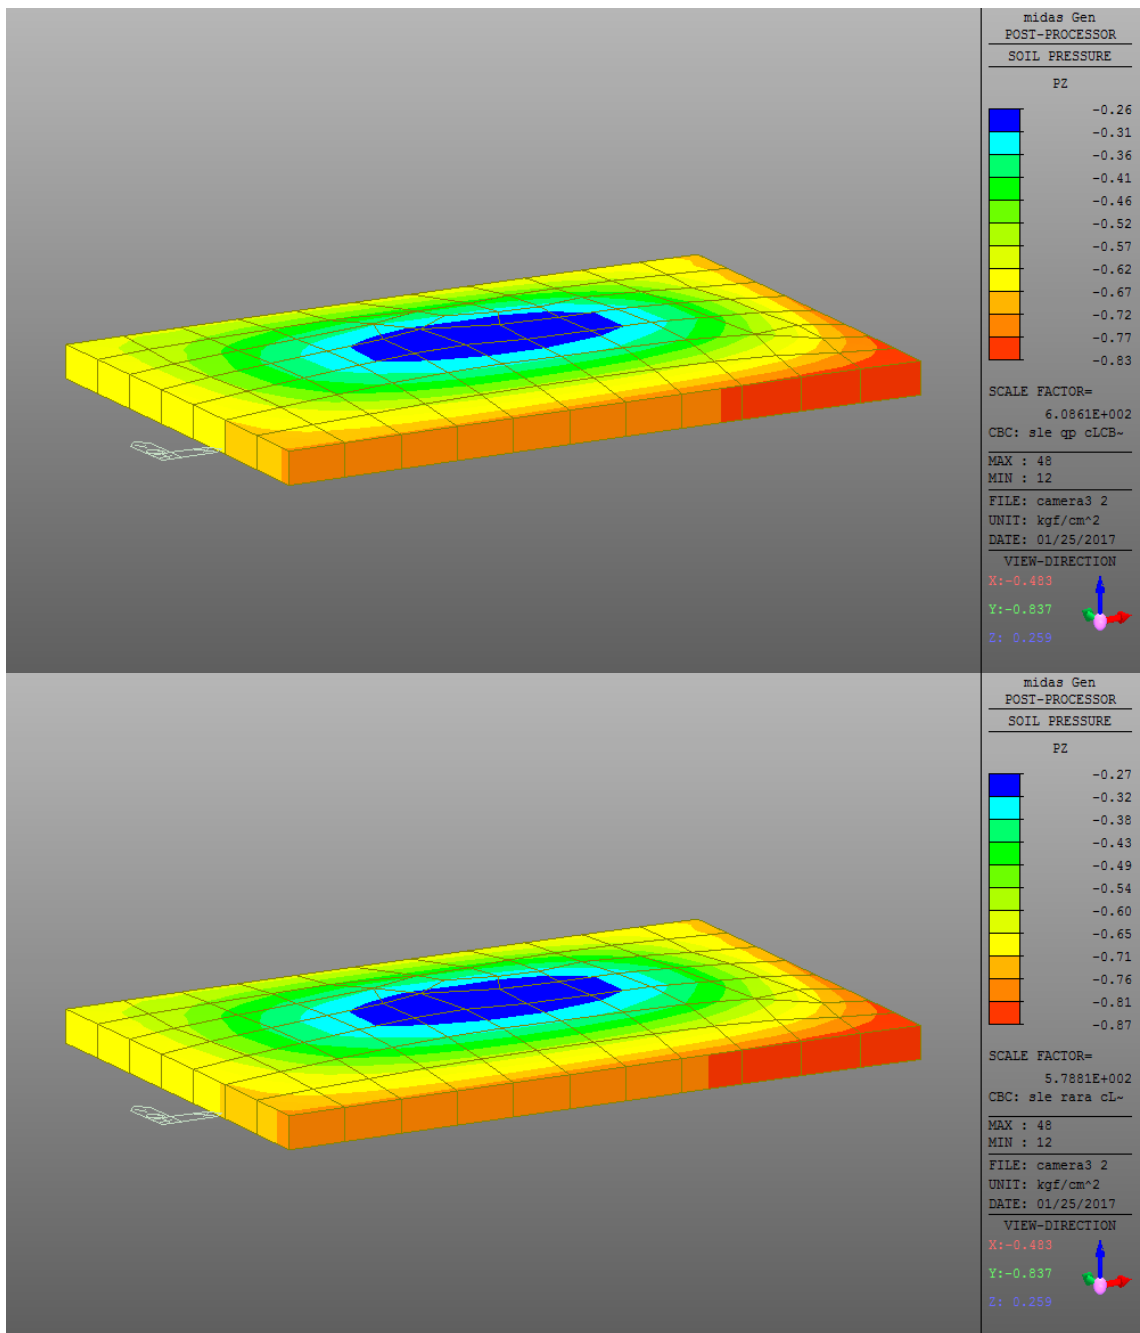 midas Gen
POST-PROCESSOR
SOIL PRESSURE
PZ
-0.26
-0.31
-0.36
-0.41
-0.46
-0.52
-0.57
-0.62
-0.67
-0.72
-0.77
-0.83
SCALE FACTOR=
6.0861E+002
CBC: sle qp cLCB~
MAX : 48
MIN : 12
FILE: camera3 2
UNIT: kgf/cm^2
DATE: 01/25/2017
VIEW-DIRECTION
X:-0.483
Y:-0.837
Z: 0.259
midas Gen
POST-PROCESSOR
SOIL PRESSURE
PZ
-0.27
-0.32
-0.38
-0.43
-0.49
-0.54
-0.60
-0.65
-0.71
-0.76
-0.81
-0.87
SCALE FACTOR=
5.7881E+002
CBC: sle rara cL~
MAX : 48
MIN : 12
FILE: camera3 2
UNIT: kgf/cm^2
DATE: 01/25/2017
VIEW-DIRECTION
X:-0.483
Y:-0.837
Z: 0.259